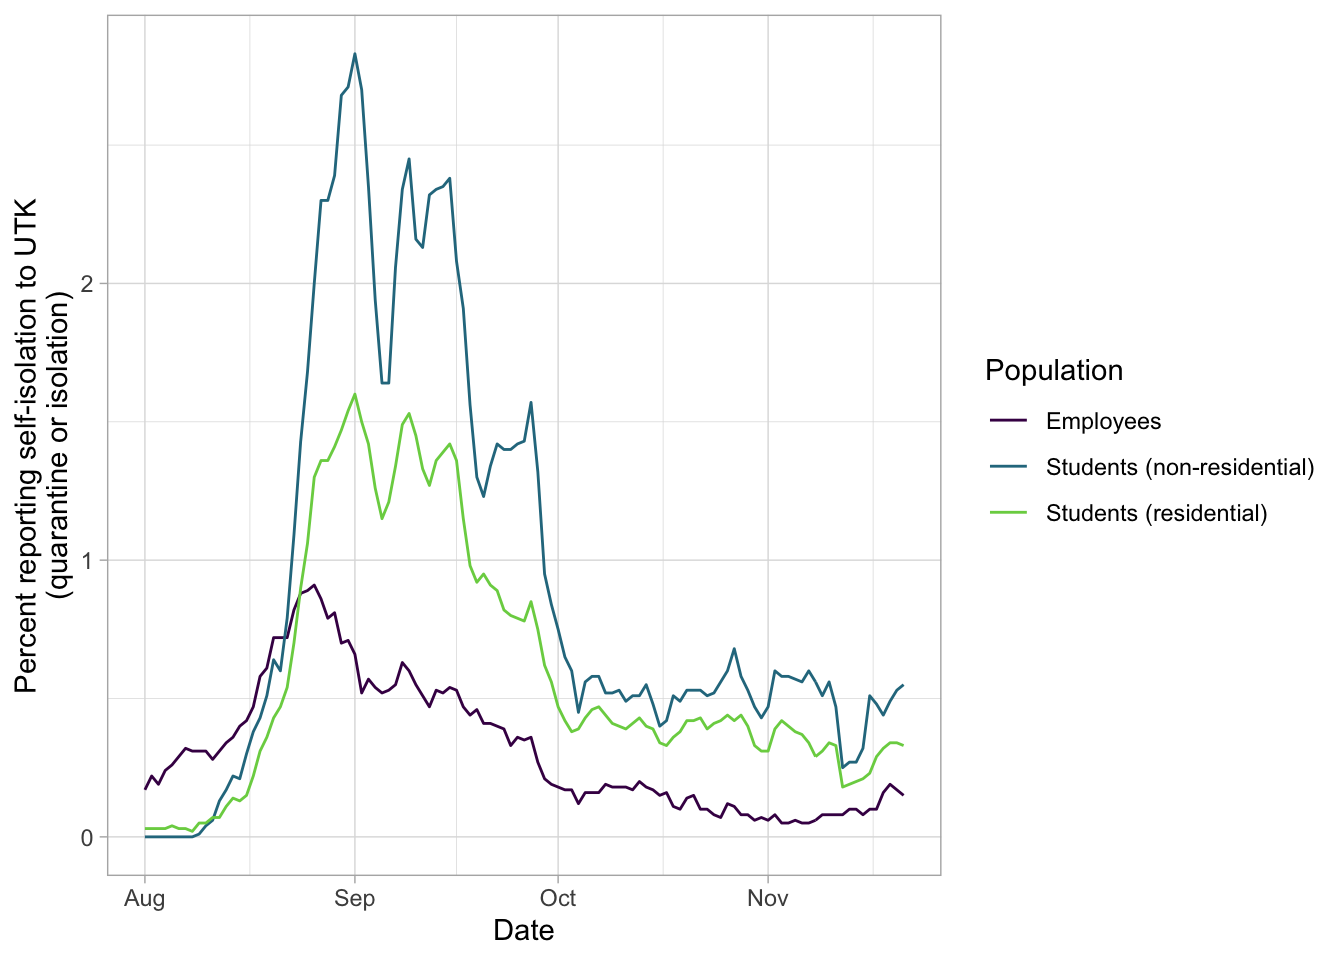 Percent reporting self-isolation to UTK
(quarantine or isolation)
2
1
0
Aug
Sep
Oct
Nov
Date
Population
Employees
Students (non-residential)
Students (residential)